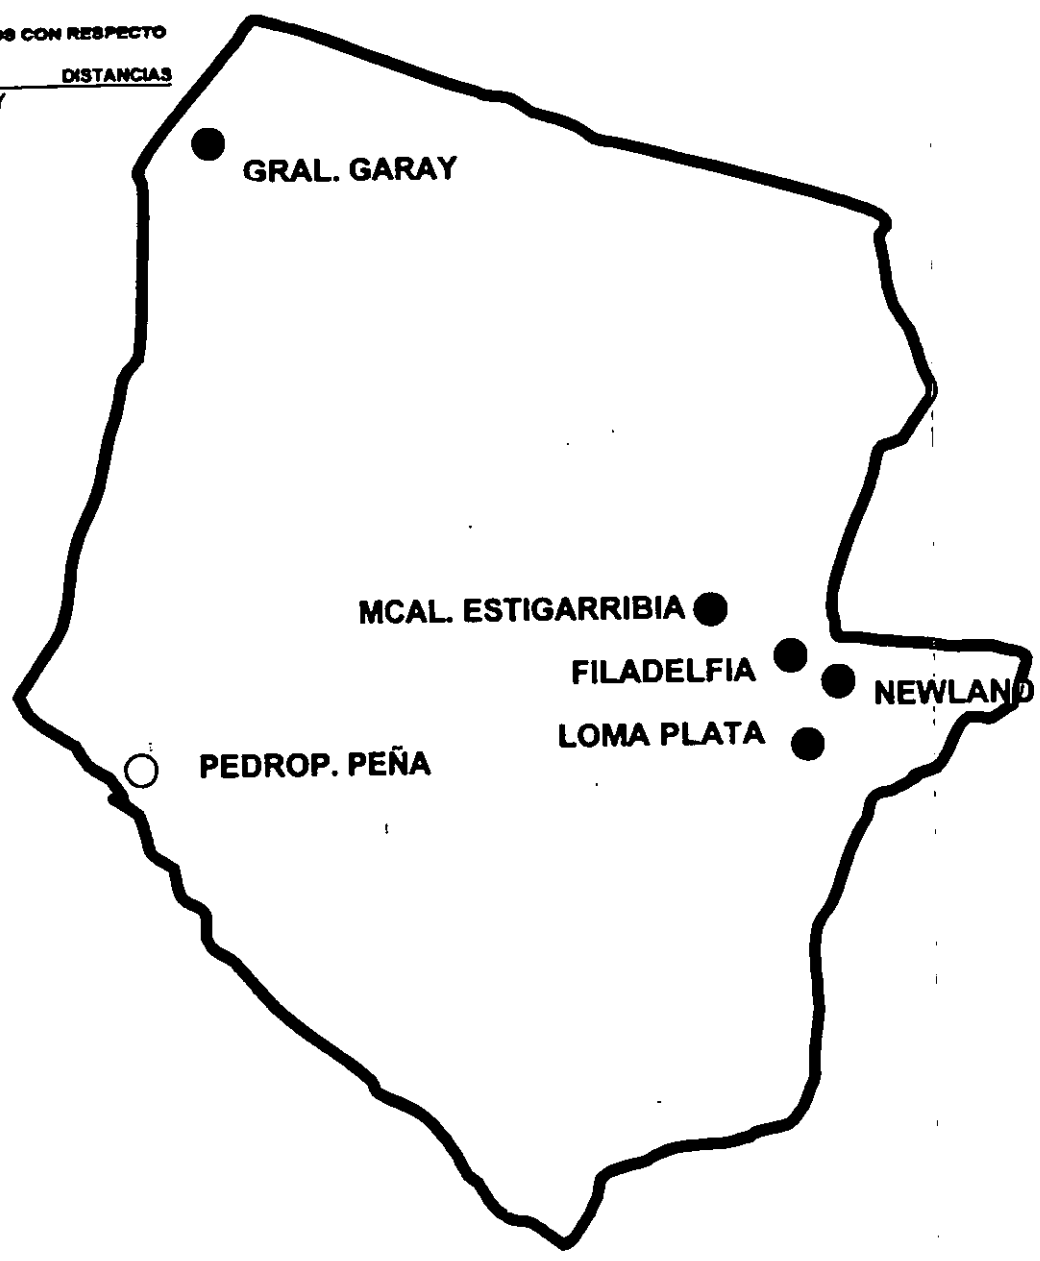 CON RESPECTO
DISTANCIAS
GRAL. GARAY
MCAL. ESTIGARRIBIA
FILADELFIA
NEWLAND
LOMA PLATA
PEDROP. PEÑA